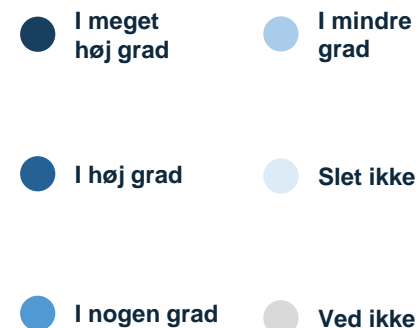 I meget
høj grad
I høj grad
I nogen grad
I mindre
grad
Slet ikke
Ved ikke